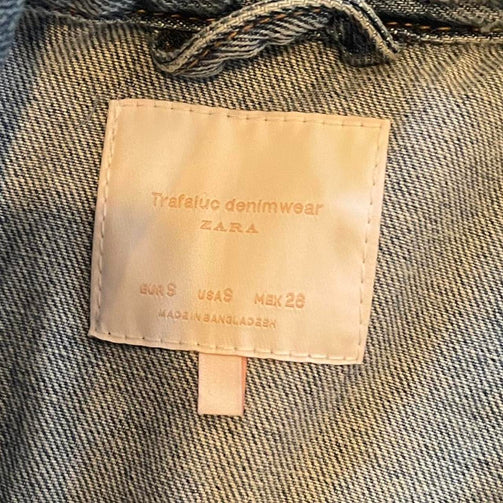 Trafaluc denimwear
ZARA
EUR S USA S MEX 26
MADE IN BANGLADESH